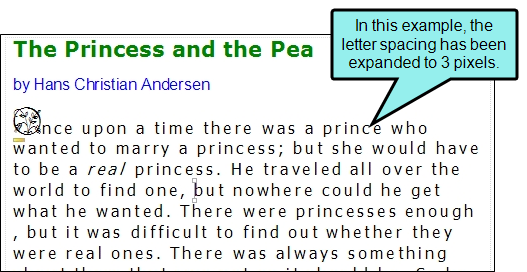 In this example, the
letter spacing has been
expanded to 3 pixels.
The Princess and the Pea
by Hans Christian Andersen
nce upon a time there was a prince who
wanted to marry a princess; but she would have
to be a real princess. He traveled all over the
world to find one, but nowhere could he get
what he wanted. There were princesses enough
, but it was difficult to find out whether they
were real ones. There was always something